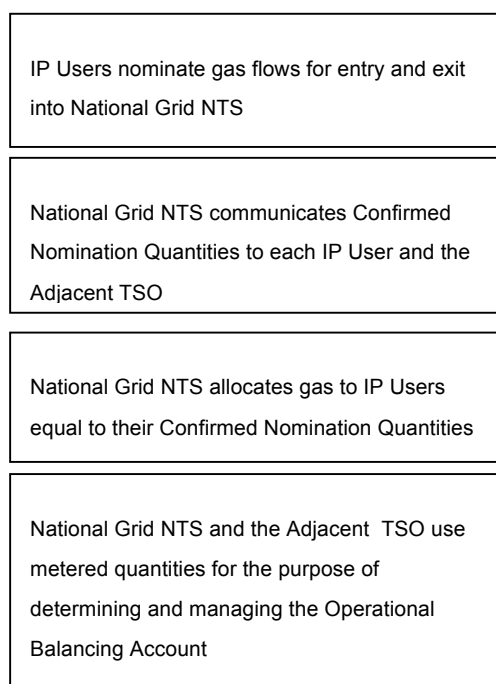 IP Users nominate gas flows for entry and exit
into National Grid NTS
National Grid NTS communicates Confirmed
Nomination Quantities to each IP User and the
Adjacent TSO
National Grid NTS allocates gas to IP Users
equal to their Confirmed Nomination Quantities
National Grid NTS and the Adjacent TSO use
metered quantities for the purpose of
determining and managing the Operational
Balancing Account